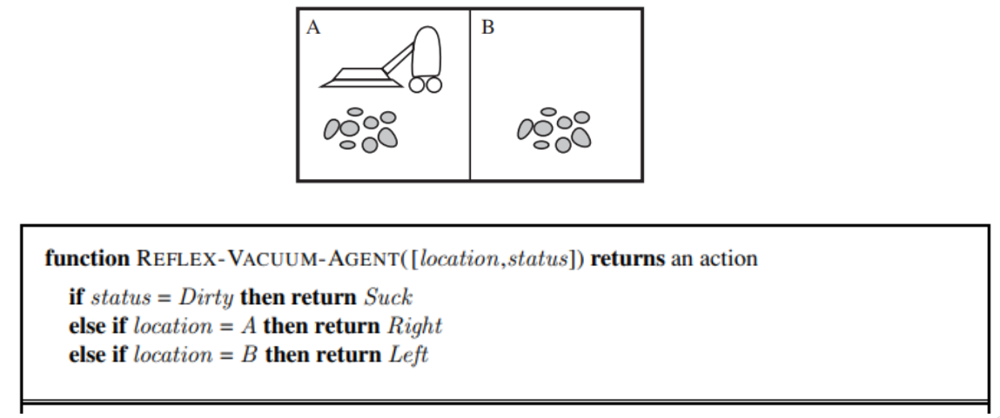 A B
function REFLEX-VACUUM-AGENT([location,status]) returns an action
if status = Dirty then return Suck
else if location = A then return Right
else if location = B then return Left